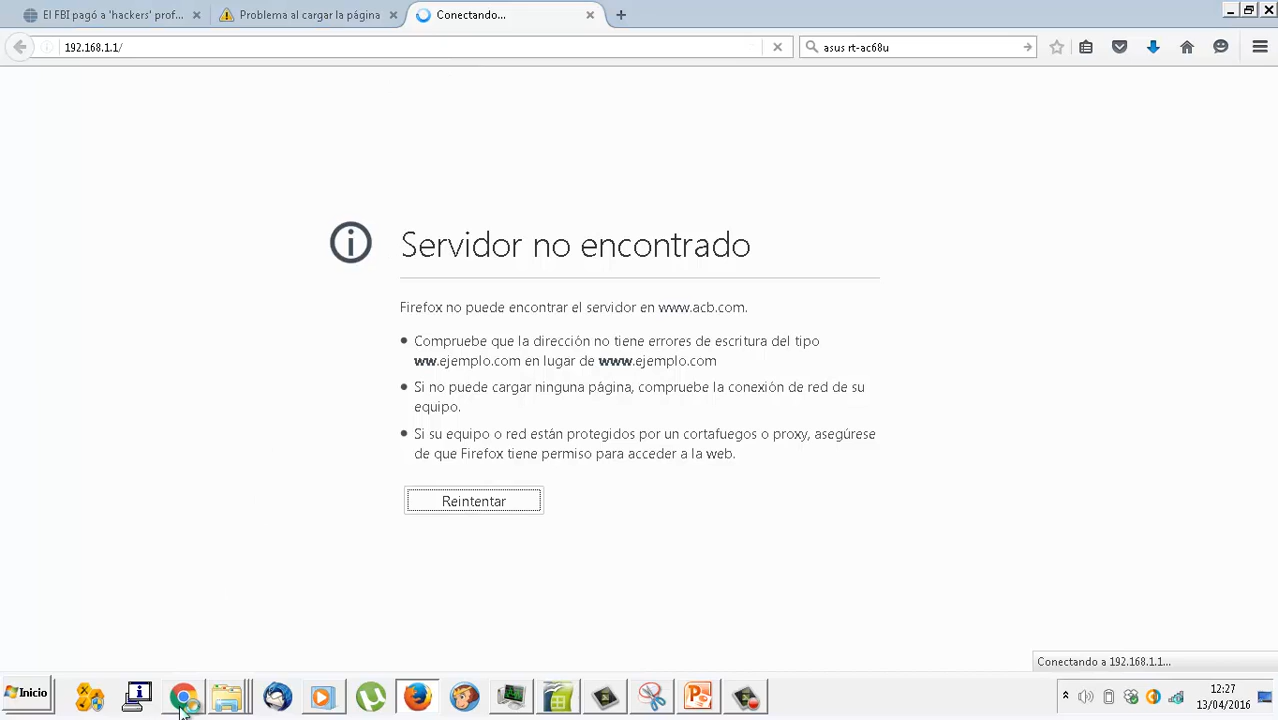 El FBI pagó a 'hackers' prof...
Problema al cargar la página
Conectando...
192.168.1.1/
asus rt-ac68u
Servidor no encontrado
Firefox no puede encontrar el servidor en www.acb.com.
Compruebe que la dirección no tiene errores de escritura del tipo
ww.ejemplo.com en lugar de www.ejemplo.com
Si no puede cargar ninguna página, compruebe la conexión de red de su
equipo.
Si su equipo o red están protegidos por un cortafuegos o proxy, asegúrese
de que Firefox tiene permiso para acceder a la web.
Reintentar
Conectando a 192.168.1.1...
Inicio
12:27
13/04/2016